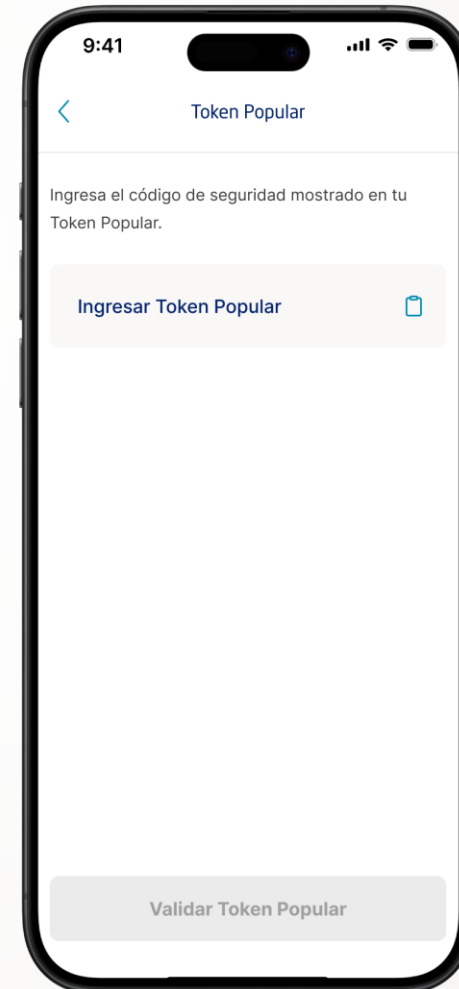 9:41
Token Popular
Ingresa el código de seguridad mostrado en tu
Token Popular.
Ingresar Token Popular
Validar Token Popular